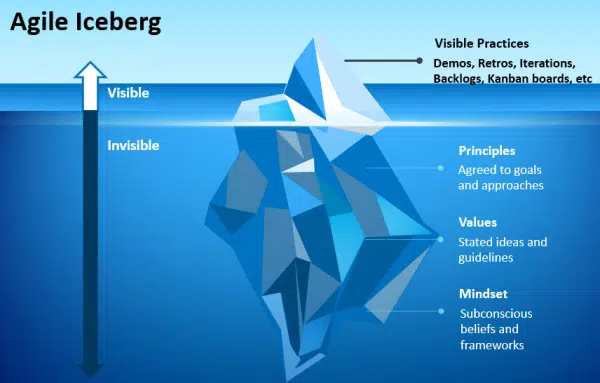 Agile Iceberg
Visible Practices
Demos, Retros, Iterations,
Backlogs, Kanban boards, etc
Visible
Invisible
Principles
Agreed to goals
and approaches
Values
Stated ideas and
guidelines
Mindset
Subconscious
beliefs and
frameworks